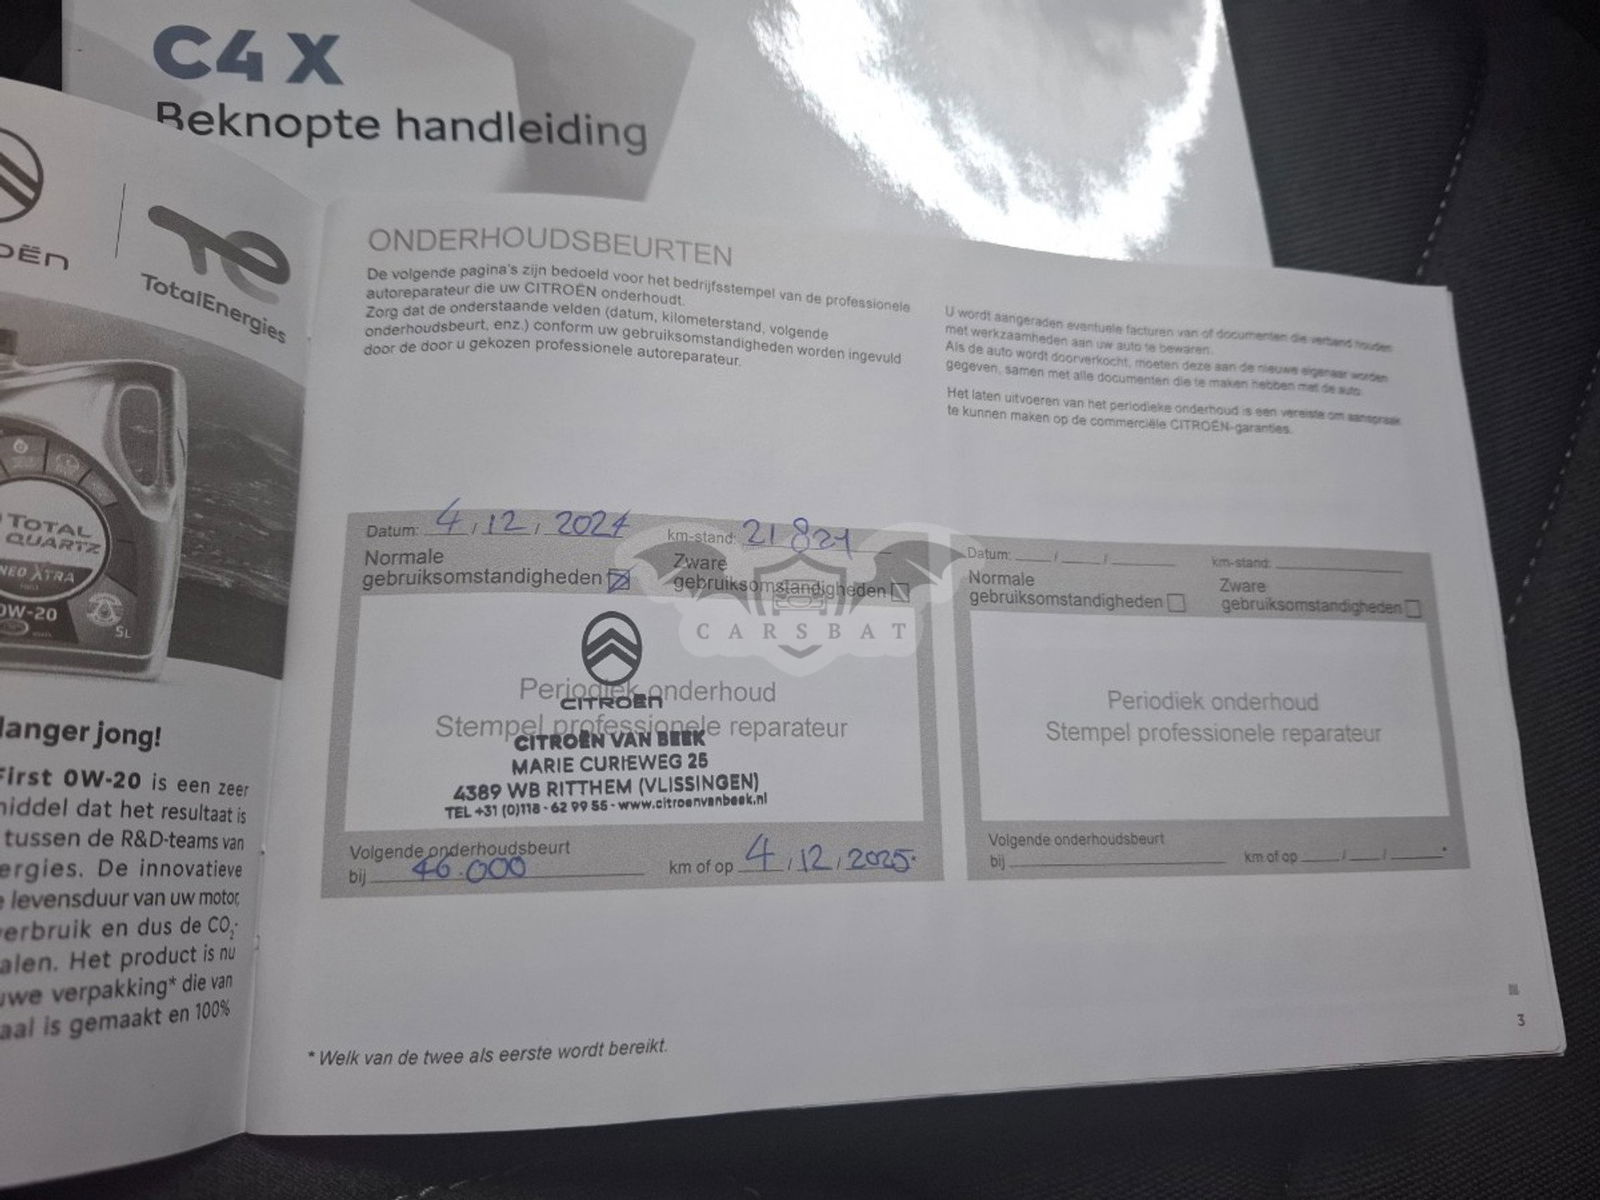 C4 X
Beknopte handleiding
TotalEnergies
TOTAL
QUARTZ
0W-20
5L
langer jong!
First 0W-20 is een zeer
middel dat het resultaat is
tussen de R&D-teams van
ergies. De innovatieve
levensduur van uw motor,
verbruik en dus de CO2-
alen. Het product is nu
uwe verpakking* die van
aal is gemaakt en 100%
ONDERHOUDSBEURTEN
De volgende pagina's zijn bedoeld voor het bedrijfsstempel van de professionele
autoreparateur die uw CITROËN onderhoudt.
Zorg dat de onderstaande velden (datum, kilometerstand, volgende
onderhoudsbeurt, enz.) conform uw gebruiksomstandigheden worden ingevuld
door de door u gekozen professionele autoreparateur.
U wordt aangeraden eventuele facturen van of documenten die verband houden
met werkzaamheden aan uw auto te bewaren.
Als de auto wordt doorverkocht, moeten deze aan de nieuwe eigenaar worden
gegeven, samen met alle documenten die te maken hebben met de auto.
Het laten uitvoeren van het periodieke onderhoud is een vereiste om aanspraak
te kunnen maken op de commerciële CITROËN-garanties.
Datum: 4 / 12 / 2024 km-stand: 21821
Normale
gebruiksomstandigheden
Zware
gebruiksomstandigheden
CARSBAT
Periodiek onderhoud
Stempel professionele reparateur
CITROËN
CITROËN VAN BEEK
MARIE CURIEWEG 25
4389 WB RITTHEM (VLISSINGEN)
TEL +31 (0)118 - 62 99 55 - www.citroenvanbeek.nl
Volgende onderhoudsbeurt
bij 46.000 km of op 4 / 12 / 2025.
Datum: / / km-stand:
Normale
gebruiksomstandigheden
Zware
gebruiksomstandigheden
Periodiek onderhoud
Stempel professionele reparateur
Volgende onderhoudsbeurt
bij km of op / / *
* Welk van de twee als eerste wordt bereikt.
3